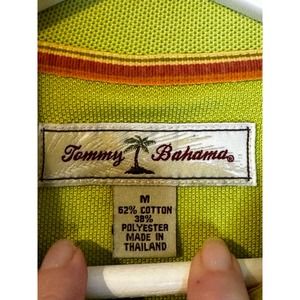 Tommy Bahama®
M
62% COTTON
38%
POLYESTER
MADE IN
THAILAND